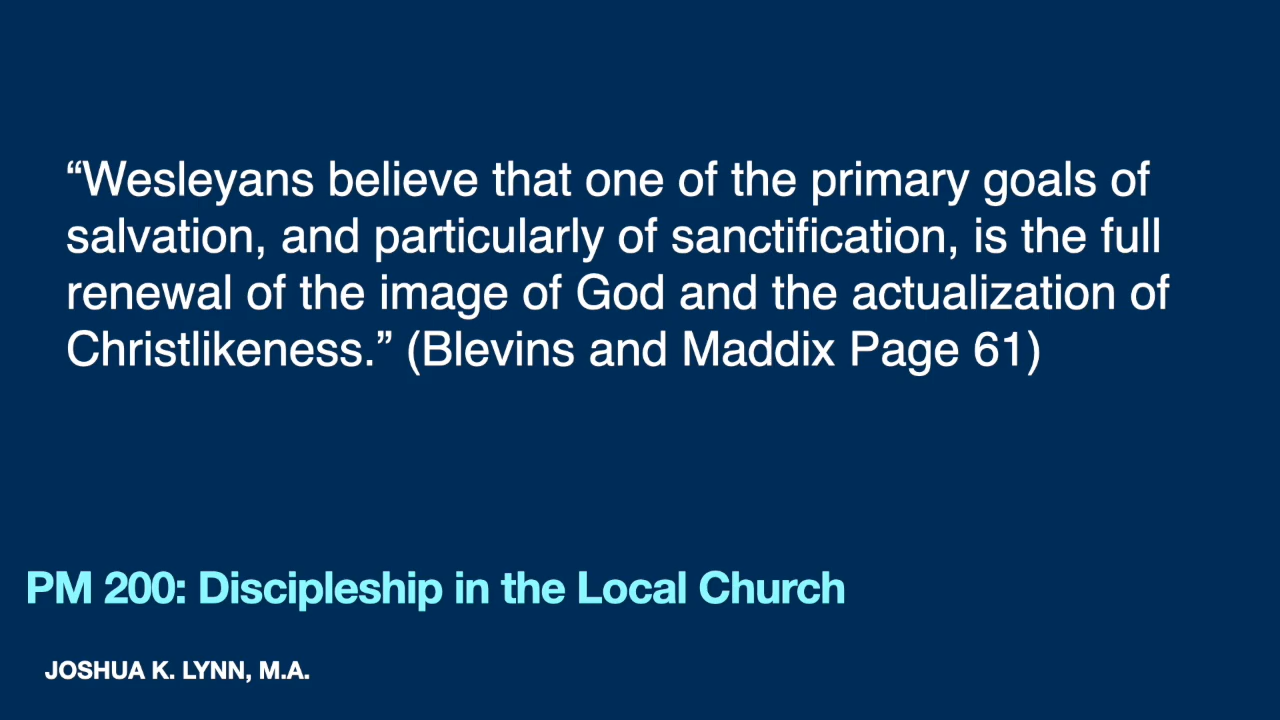 “Wesleyans believe that one of the primary goals of
salvation, and particularly of sanctification, is the full
renewal of the image of God and the actualization of
Christlikeness.” (Blevins and Maddix Page 61)
PM 200: Discipleship in the Local Church
JOSHUA K. LYNN, M.A.